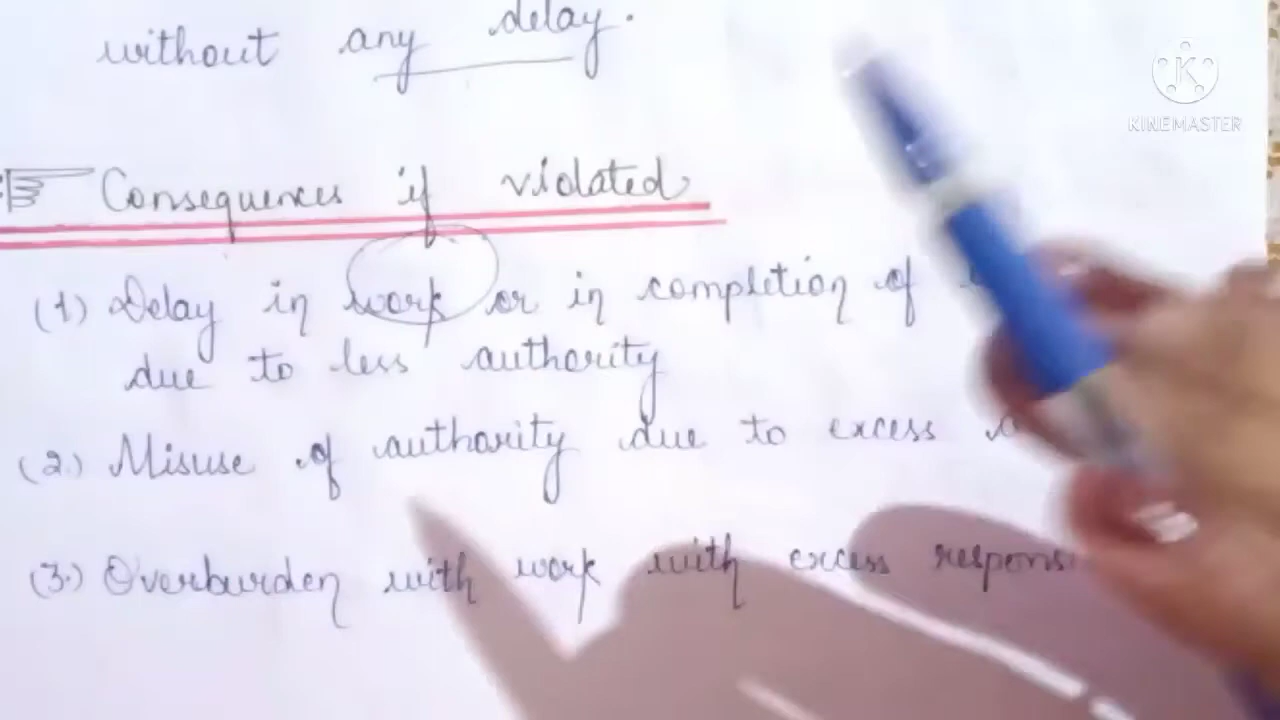 without any delay.
Consequences if violated
(1) Delay in work or in completion of
due to less authority
(2.) Misuse of authority due to excess
(3.) Overburden with work with excess
K
KINEMASTER